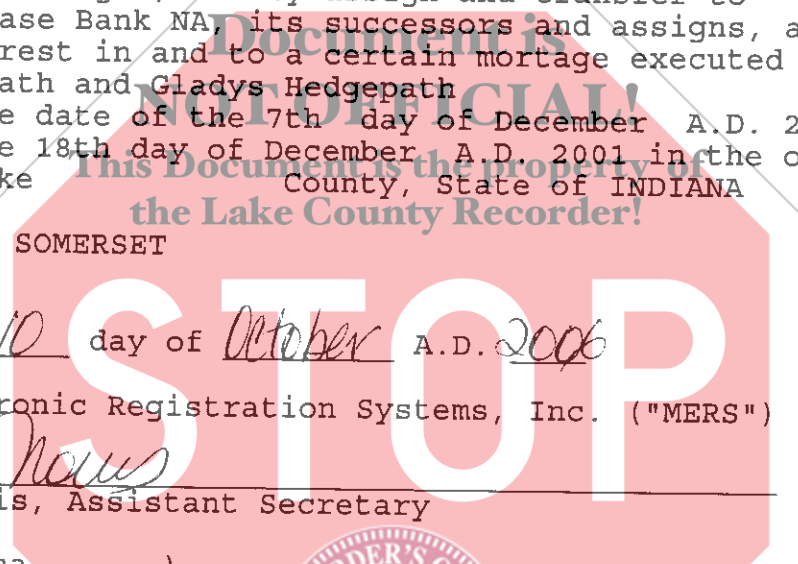 ase Bank NA, its successors and assigns, a
Document is
rest in and to a certain mortage executed
ath and Gladys Hedgepath
NOT OFFICIAL!
e date of the 7th day of December A.D. 2
e 18th day of December A.D. 2001 in the c
This Document is the property of
ke County, State of INDIANA
the Lake County Recorder!
SOMERSET
STOP
10 day of October A.D. 2006
ronic Registration Systems, Inc. ("MERS")
is, Assistant Secretary